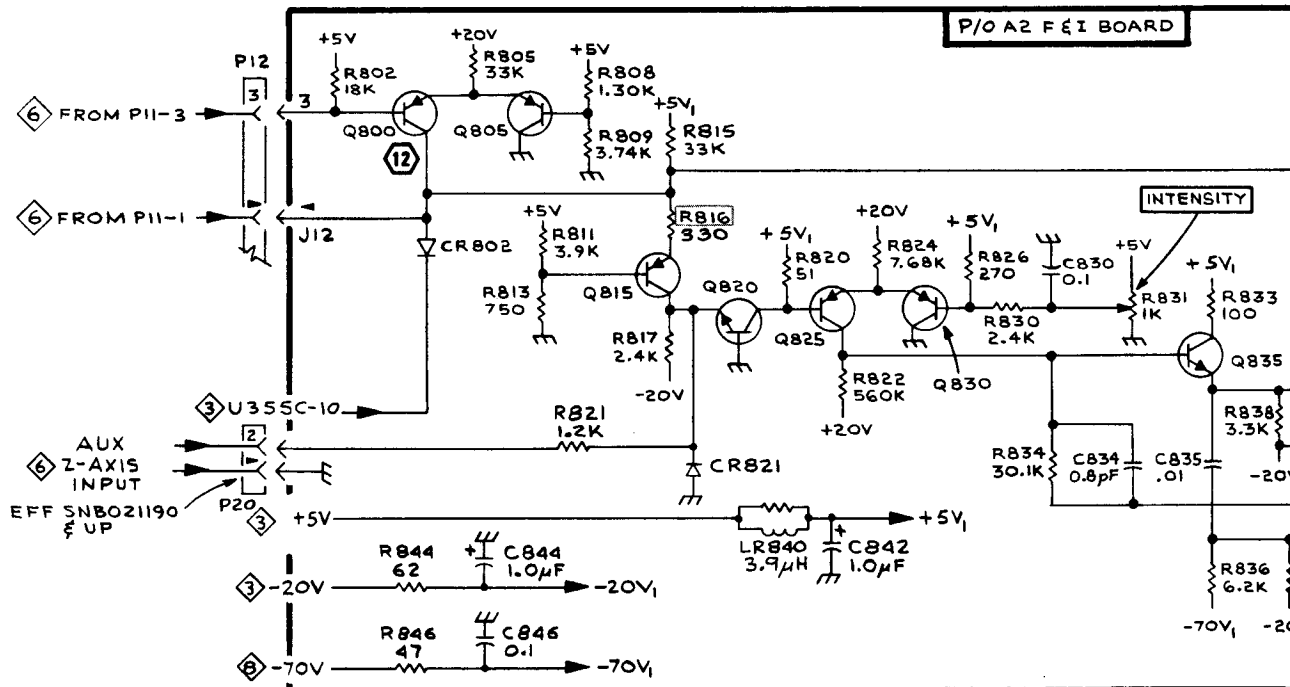 P/O A2 F & I BOARD
+5V
+20V
+5V
P12
R802
18K
R805
33K
R808
1.30K
+5V₁
3
3
6 FROM P11-3
Q800
Q805
R809
3.74K
R815
33K
12
6 FROM P11-1
J12
INTENSITY
+5V
R811
3.9K
R816
330
CR802
+5V₁
+20V
+5V₁
+5V
+5V₁
R820
51
R824
7.68K
R826
270
C830
0.1
R813
750
Q815
Q820
R831
1K
R833
100
R817
2.4K
Q825
R830
2.4K
Q830
Q835
-20V
R822
560K
+20V
3 U355C-10
R838
3.3K
-20V
2
R821
1.2K
AUX
Z-AXIS
INPUT
6
CR821
R834
30.1K
C834
0.8pF
C835
.01
P20
EFF SNB021190
& UP
3 +5V
+5V₁
LR840
3.9µH
C842
1.0µF
R844
62
C844
1.0µF
3 -20V
-20V₁
R836
6.2K
-70V₁
-20
R846
47
C846
0.1
8 -70V
-70V₁